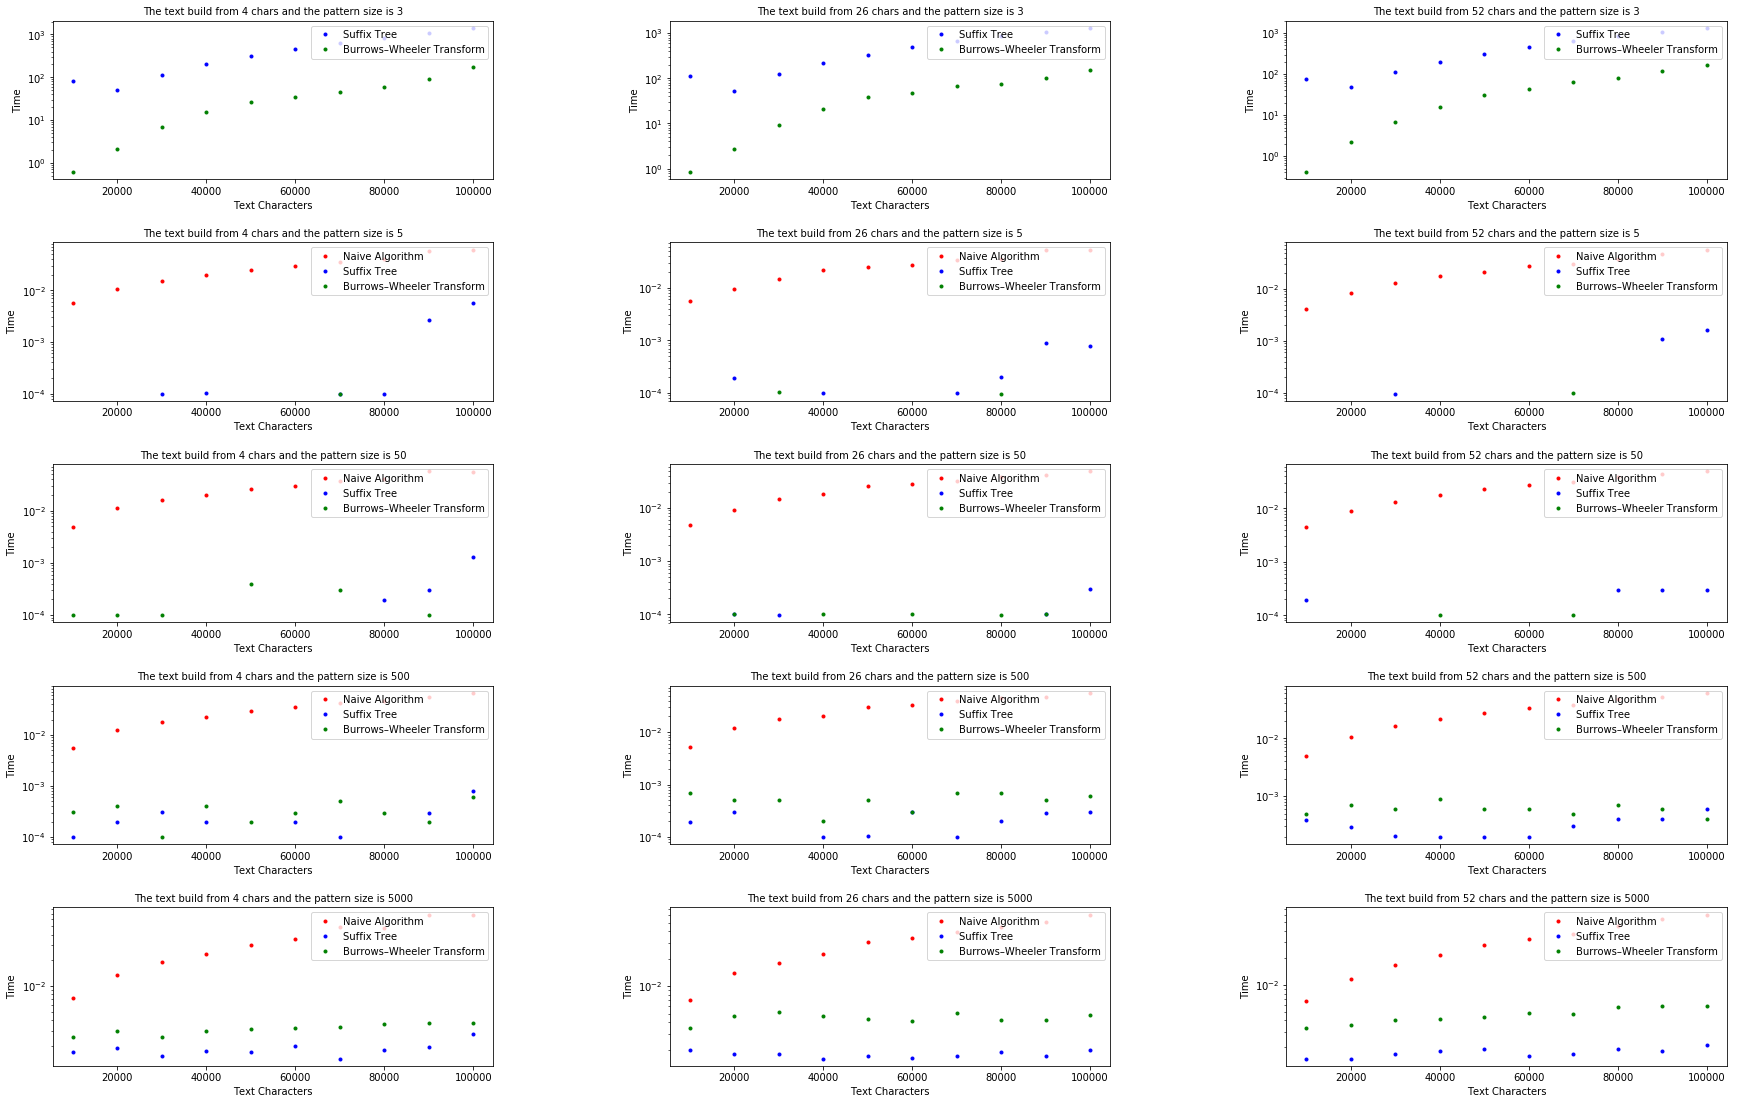 The text build from 4 chars and the pattern size is 3
Suffix Tree
Burrows–Wheeler Transform
10³
10²
10¹
10⁰
Time
20000 40000 60000 80000 100000
Text Characters
The text build from 26 chars and the pattern size is 3
Suffix Tree
Burrows–Wheeler Transform
10³
10²
10¹
10⁰
Time
20000 40000 60000 80000 100000
Text Characters
The text build from 52 chars and the pattern size is 3
Suffix Tree
Burrows–Wheeler Transform
10³
10²
10¹
10⁰
Time
20000 40000 60000 80000 100000
Text Characters
The text build from 4 chars and the pattern size is 5
Naive Algorithm
Suffix Tree
Burrows–Wheeler Transform
10⁻²
10⁻³
10⁻⁴
Time
20000 40000 60000 80000 100000
Text Characters
The text build from 26 chars and the pattern size is 5
Naive Algorithm
Suffix Tree
Burrows–Wheeler Transform
10⁻²
10⁻³
10⁻⁴
Time
20000 40000 60000 80000 100000
Text Characters
The text build from 52 chars and the pattern size is 5
Naive Algorithm
Suffix Tree
Burrows–Wheeler Transform
10⁻²
10⁻³
10⁻⁴
Time
20000 40000 60000 80000 100000
Text Characters
The text build from 4 chars and the pattern size is 50
Naive Algorithm
Suffix Tree
Burrows–Wheeler Transform
10⁻²
10⁻³
10⁻⁴
Time
20000 40000 60000 80000 100000
Text Characters
The text build from 26 chars and the pattern size is 50
Naive Algorithm
Suffix Tree
Burrows–Wheeler Transform
10⁻²
10⁻³
10⁻⁴
Time
20000 40000 60000 80000 100000
Text Characters
The text build from 52 chars and the pattern size is 50
Naive Algorithm
Suffix Tree
Burrows–Wheeler Transform
10⁻²
10⁻³
10⁻⁴
Time
20000 40000 60000 80000 100000
Text Characters
The text build from 4 chars and the pattern size is 500
Naive Algorithm
Suffix Tree
Burrows–Wheeler Transform
10⁻²
10⁻³
10⁻⁴
Time
20000 40000 60000 80000 100000
Text Characters
The text build from 26 chars and the pattern size is 500
Naive Algorithm
Suffix Tree
Burrows–Wheeler Transform
10⁻²
10⁻³
10⁻⁴
Time
20000 40000 60000 80000 100000
Text Characters
The text build from 52 chars and the pattern size is 500
Naive Algorithm
Suffix Tree
Burrows–Wheeler Transform
10⁻²
10⁻³
Time
20000 40000 60000 80000 100000
Text Characters
The text build from 4 chars and the pattern size is 5000
Naive Algorithm
Suffix Tree
Burrows–Wheeler Transform
10⁻²
Time
20000 40000 60000 80000 100000
Text Characters
The text build from 26 chars and the pattern size is 5000
Naive Algorithm
Suffix Tree
Burrows–Wheeler Transform
10⁻²
Time
20000 40000 60000 80000 100000
Text Characters
The text build from 52 chars and the pattern size is 5000
Naive Algorithm
Suffix Tree
Burrows–Wheeler Transform
10⁻²
Time
20000 40000 60000 80000 100000
Text Characters